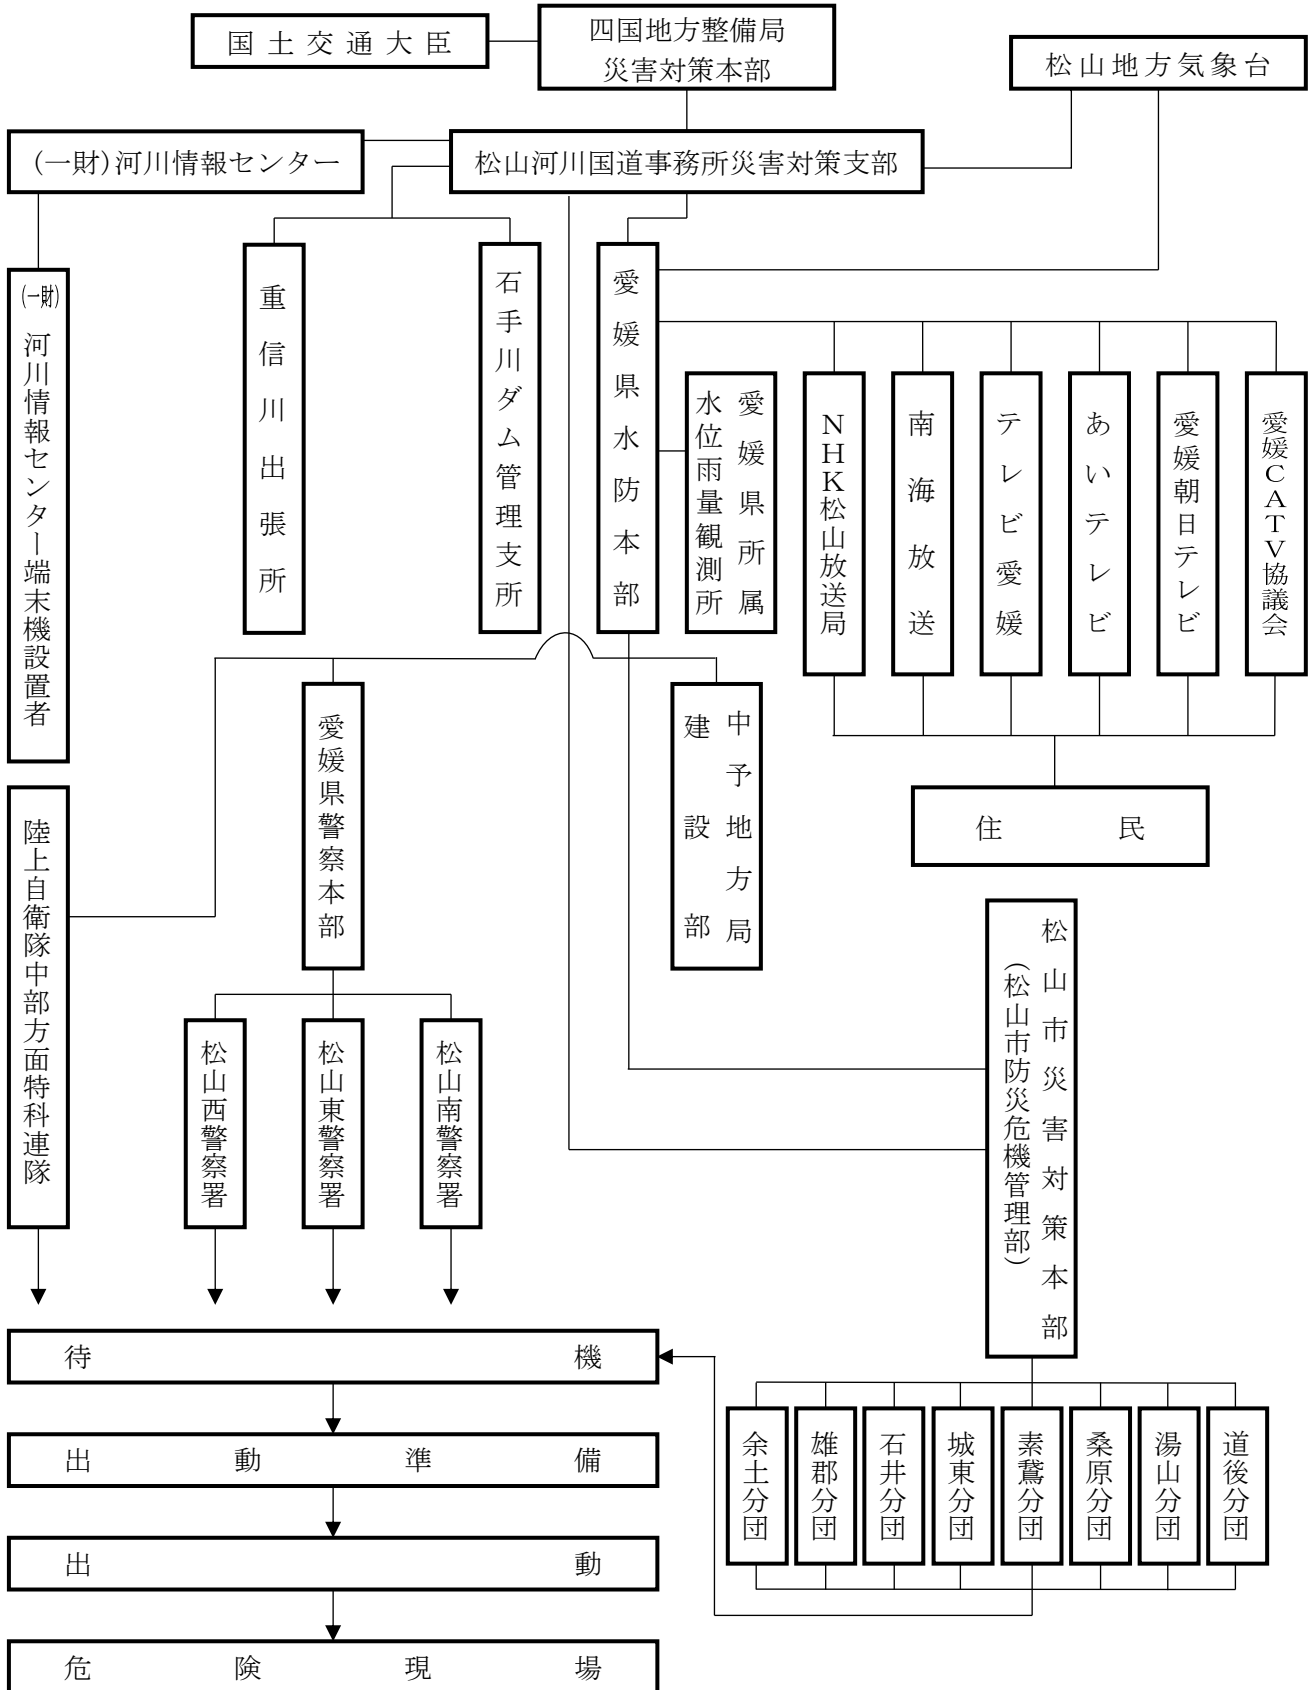 国土交通大臣
四国地方整備局
災害対策本部
松山地方気象台
(一財)河川情報センター
松山河川国道事務所災害対策支部
(一財)河川情報センター端末機設置者
重信川出張所
石手川ダム管理支所
愛媛県水防本部
愛媛県所属
水位雨量観測所
NHK松山放送局
南海放送
テレビ愛媛
あいテレビ
愛媛朝日テレビ
愛媛CATV協議会
住民
陸上自衛隊中部方面特科連隊
愛媛県警察本部
中予地方局
建設部
松山西警察署
松山東警察署
松山南警察署
松山市災害対策本部
(松山市防災危機管理部)
待機
出動準備
出動
危険現場
余土分団
雄郡分団
石井分団
城東分団
素鵞分団
桑原分団
湯山分団
道後分団